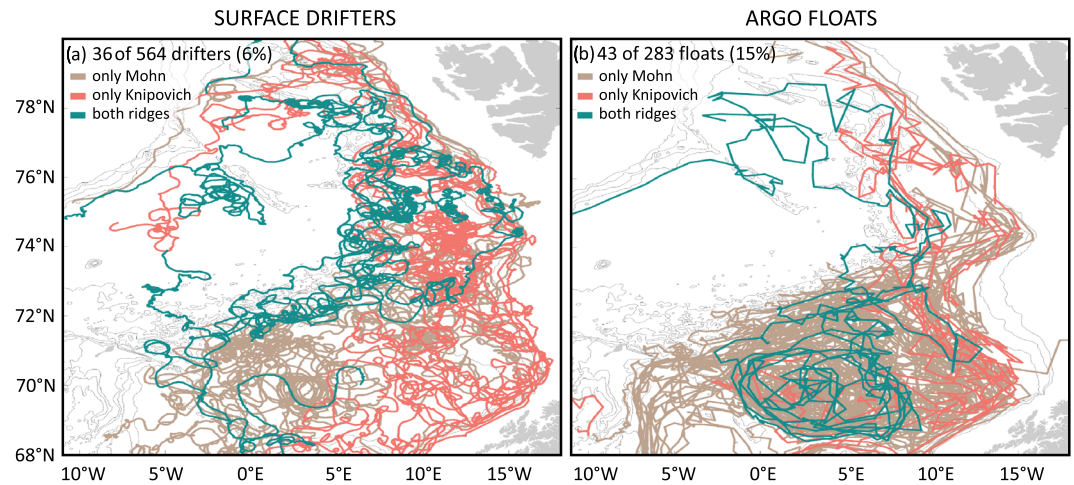 SURFACE DRIFTERS
ARGO FLOATS
(a) 36 of 564 drifters (6%)
only Mohn
only Knipovich
both ridges
(b) 43 of 283 floats (15%)
only Mohn
only Knipovich
both ridges
78°N
76°N
74°N
72°N
70°N
68°N
10°W 5°W 0°E 5°E 10°E 15°W
10°W 5°W 0°E 5°E 10°E 15°W